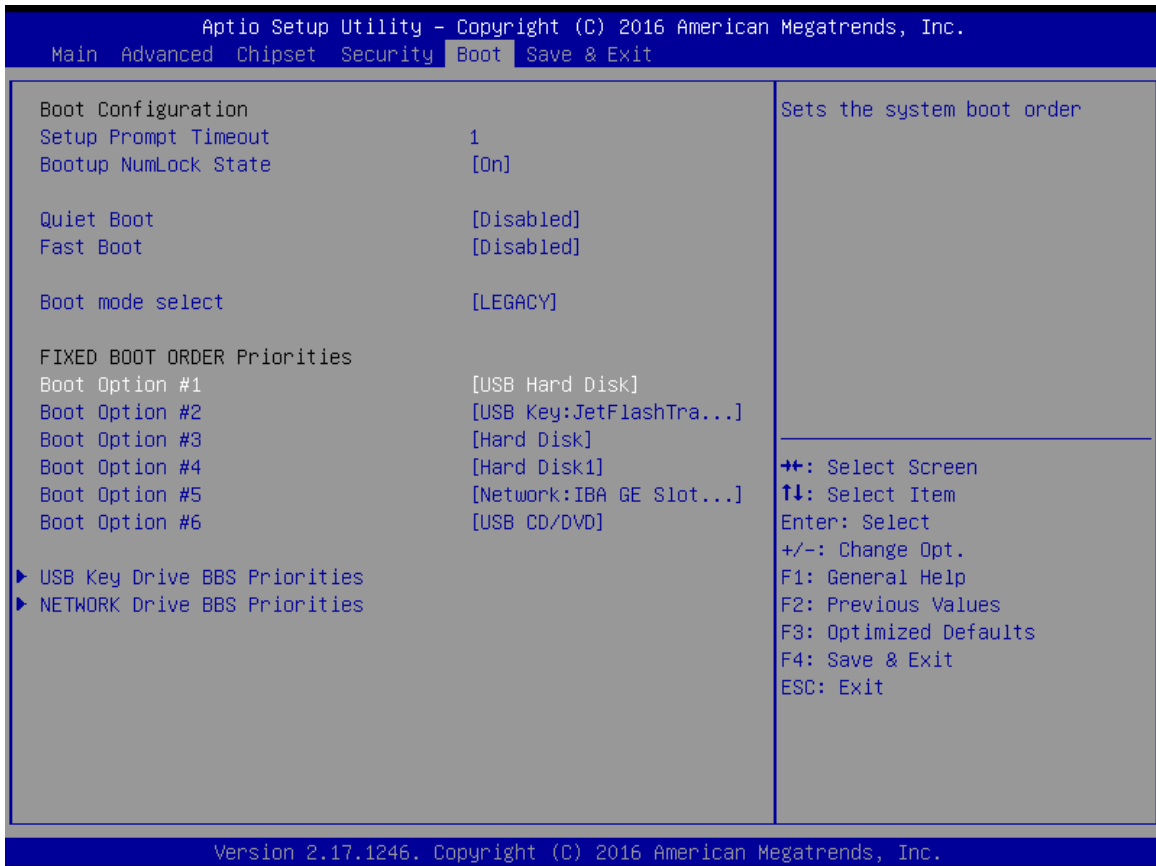 Aptio Setup Utility – Copyright (C) 2016 American Megatrends, Inc.
Main Advanced Chipset Security Boot Save & Exit
Boot Configuration
Setup Prompt Timeout 1
Bootup NumLock State [On]
Quiet Boot [Disabled]
Fast Boot [Disabled]
Boot mode select [LEGACY]
FIXED BOOT ORDER Priorities
Boot Option #1 [USB Hard Disk]
Boot Option #2 [USB Key:JetFlashTra...]
Boot Option #3 [Hard Disk]
Boot Option #4 [Hard Disk1]
Boot Option #5 [Network:IBA GE Slot...]
Boot Option #6 [USB CD/DVD]
▶ USB Key Drive BBS Priorities
▶ NETWORK Drive BBS Priorities
Sets the system boot order
→←: Select Screen
↑↓: Select Item
Enter: Select
+/-: Change Opt.
F1: General Help
F2: Previous Values
F3: Optimized Defaults
F4: Save & Exit
ESC: Exit
Version 2.17.1246. Copyright (C) 2016 American Megatrends, Inc.